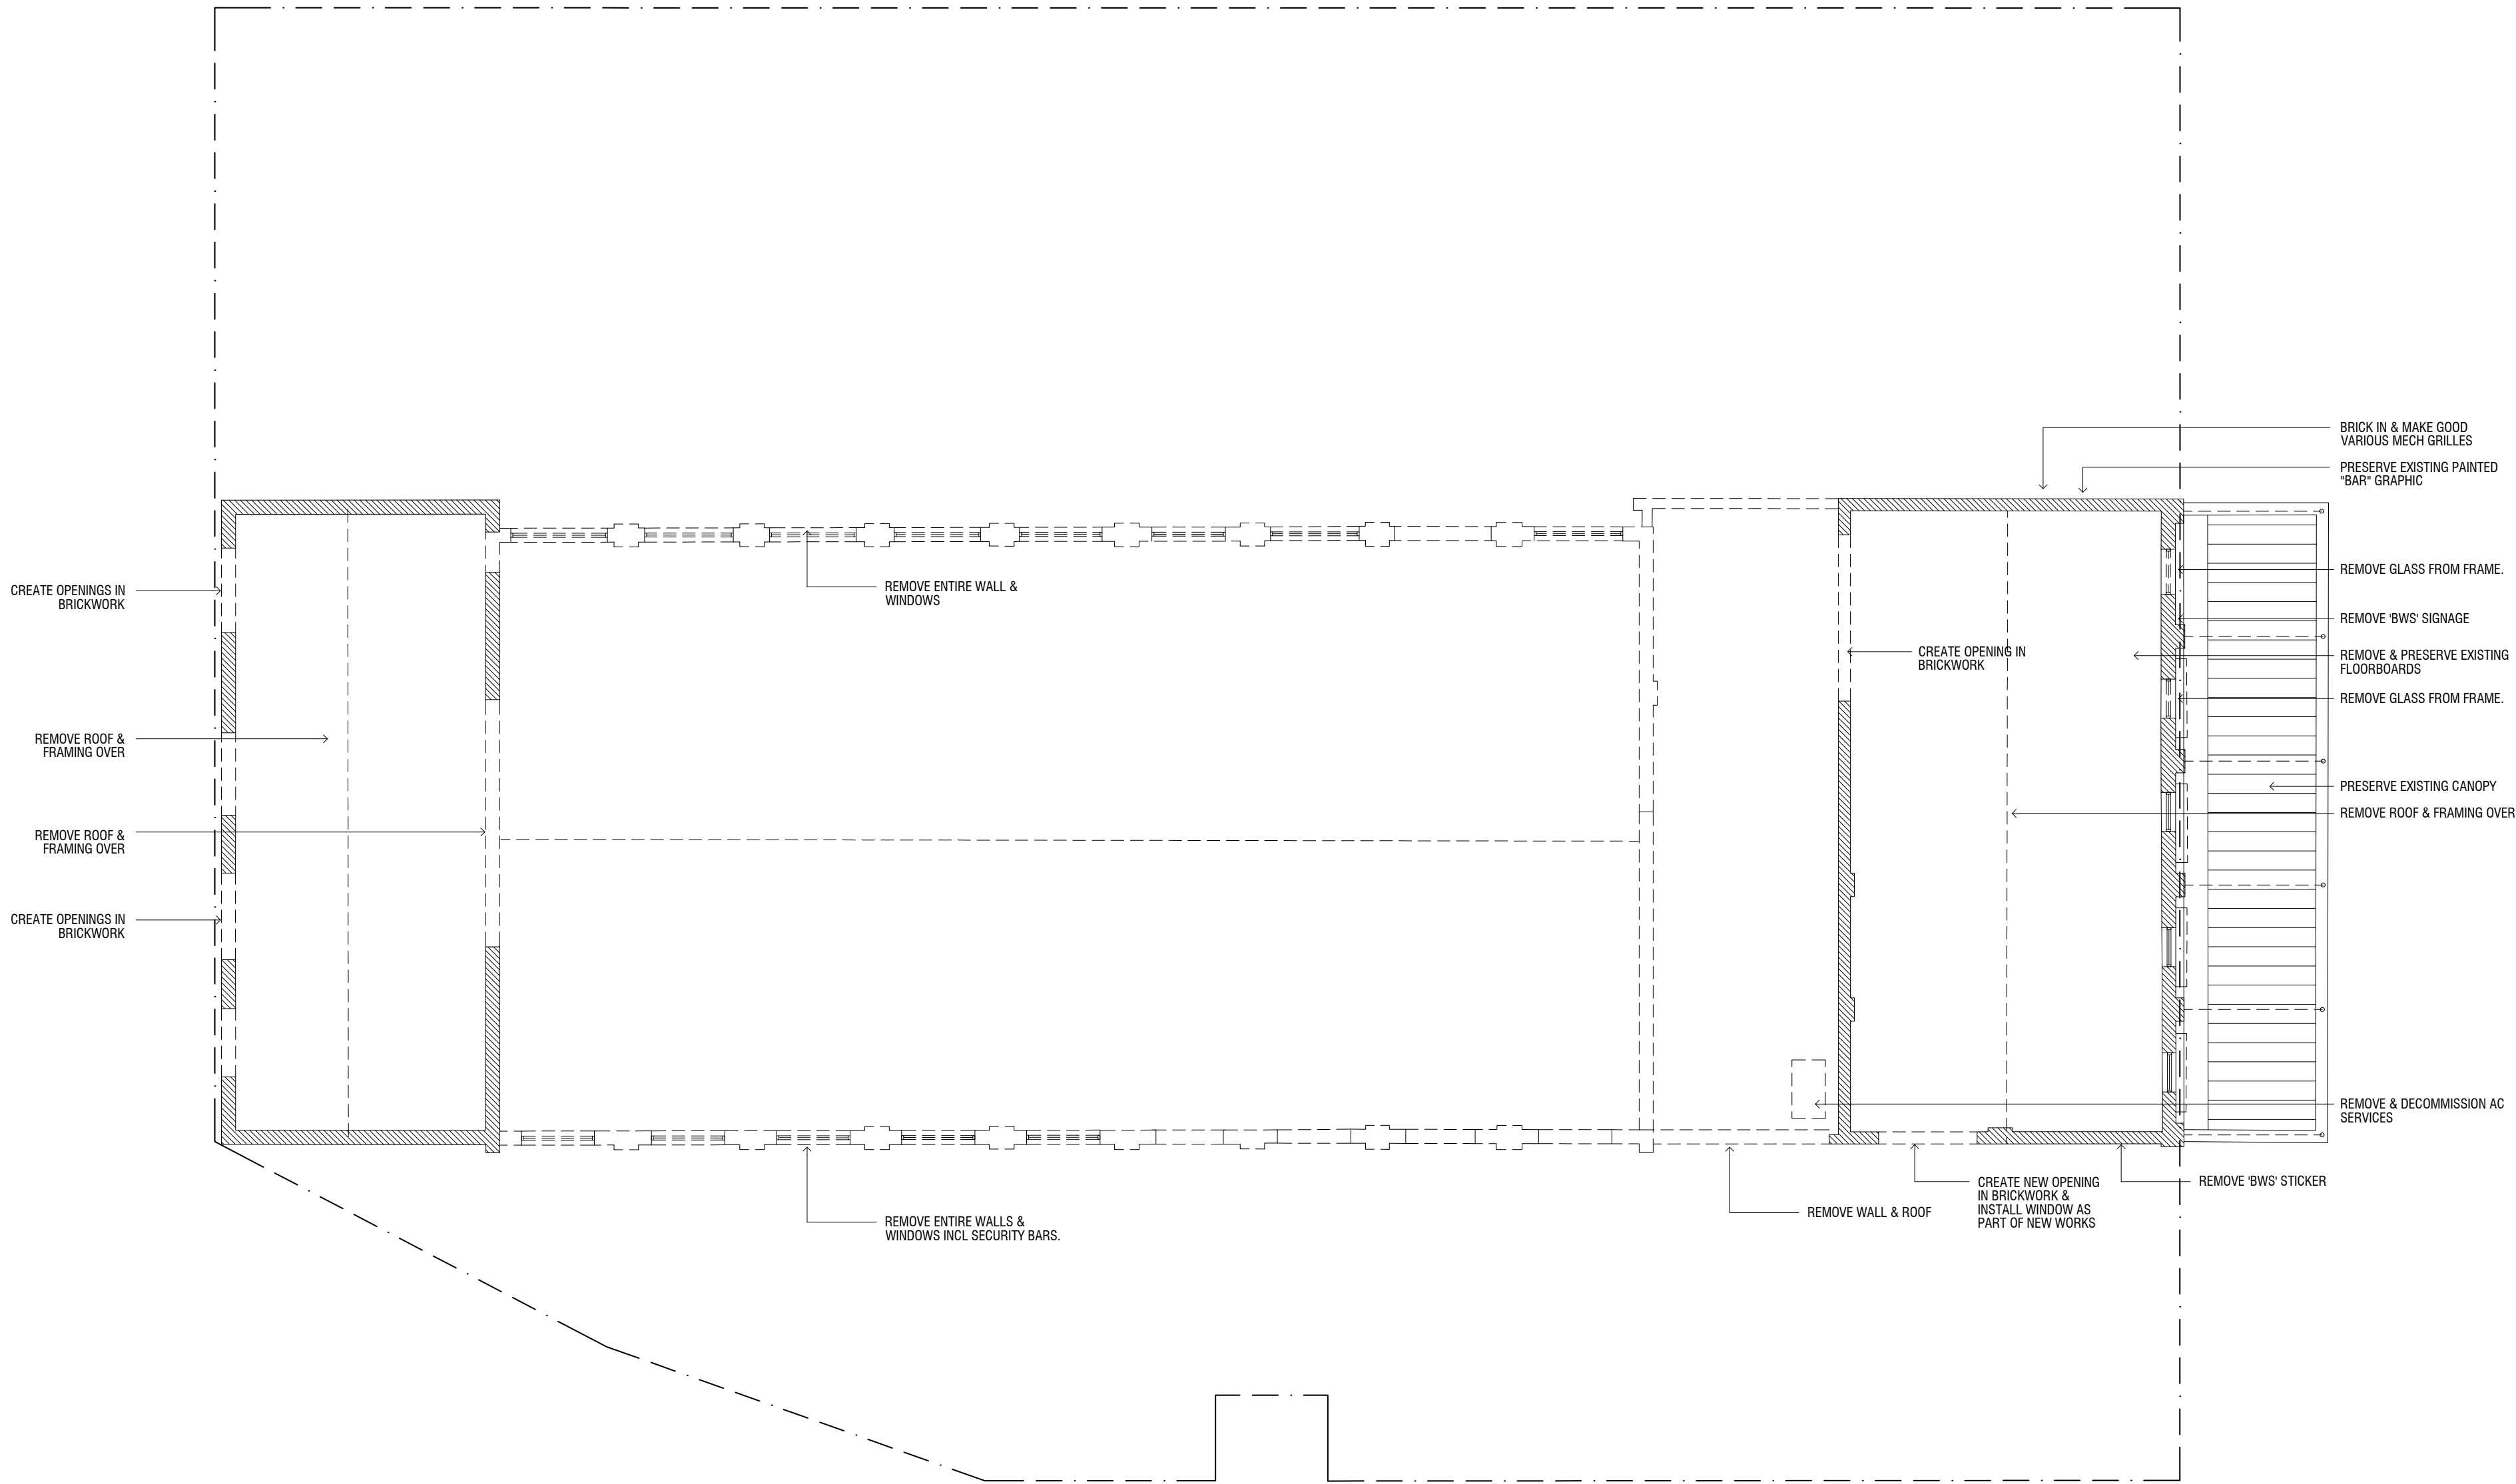 BRICK IN & MAKE GOOD
VARIOUS MECH GRILLES
PRESERVE EXISTING PAINTED
"BAR" GRAPHIC
CREATE OPENINGS IN
BRICKWORK
REMOVE ENTIRE WALL &
WINDOWS
REMOVE GLASS FROM FRAME.
REMOVE 'BWS' SIGNAGE
CREATE OPENING IN
BRICKWORK
REMOVE & PRESERVE EXISTING
FLOORBOARDS
REMOVE GLASS FROM FRAME.
REMOVE ROOF &
FRAMING OVER
PRESERVE EXISTING CANOPY
REMOVE ROOF & FRAMING OVER
REMOVE ROOF &
FRAMING OVER
CREATE OPENINGS IN
BRICKWORK
REMOVE & DECOMMISSION AC
SERVICES
REMOVE ENTIRE WALLS &
WINDOWS INCL SECURITY BARS.
REMOVE WALL & ROOF
CREATE NEW OPENING
IN BRICKWORK &
INSTALL WINDOW AS
PART OF NEW WORKS
REMOVE 'BWS' STICKER